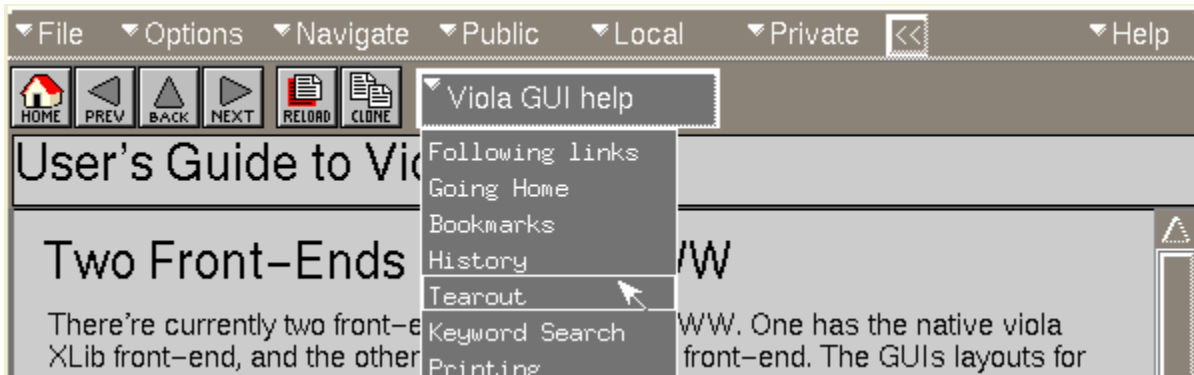 File Options Navigate Public Local Private << Help
HOME PREV BACK NEXT RELOAD CLONE
Viola GUI help
Following links
Going Home
Bookmarks
History
Tearout
Keyword Search
Printing
User's Guide to
Two Front-Ends
There're currently two WW. One has the native viola
XLib front-end, and the other front-end. The GUIs layouts for